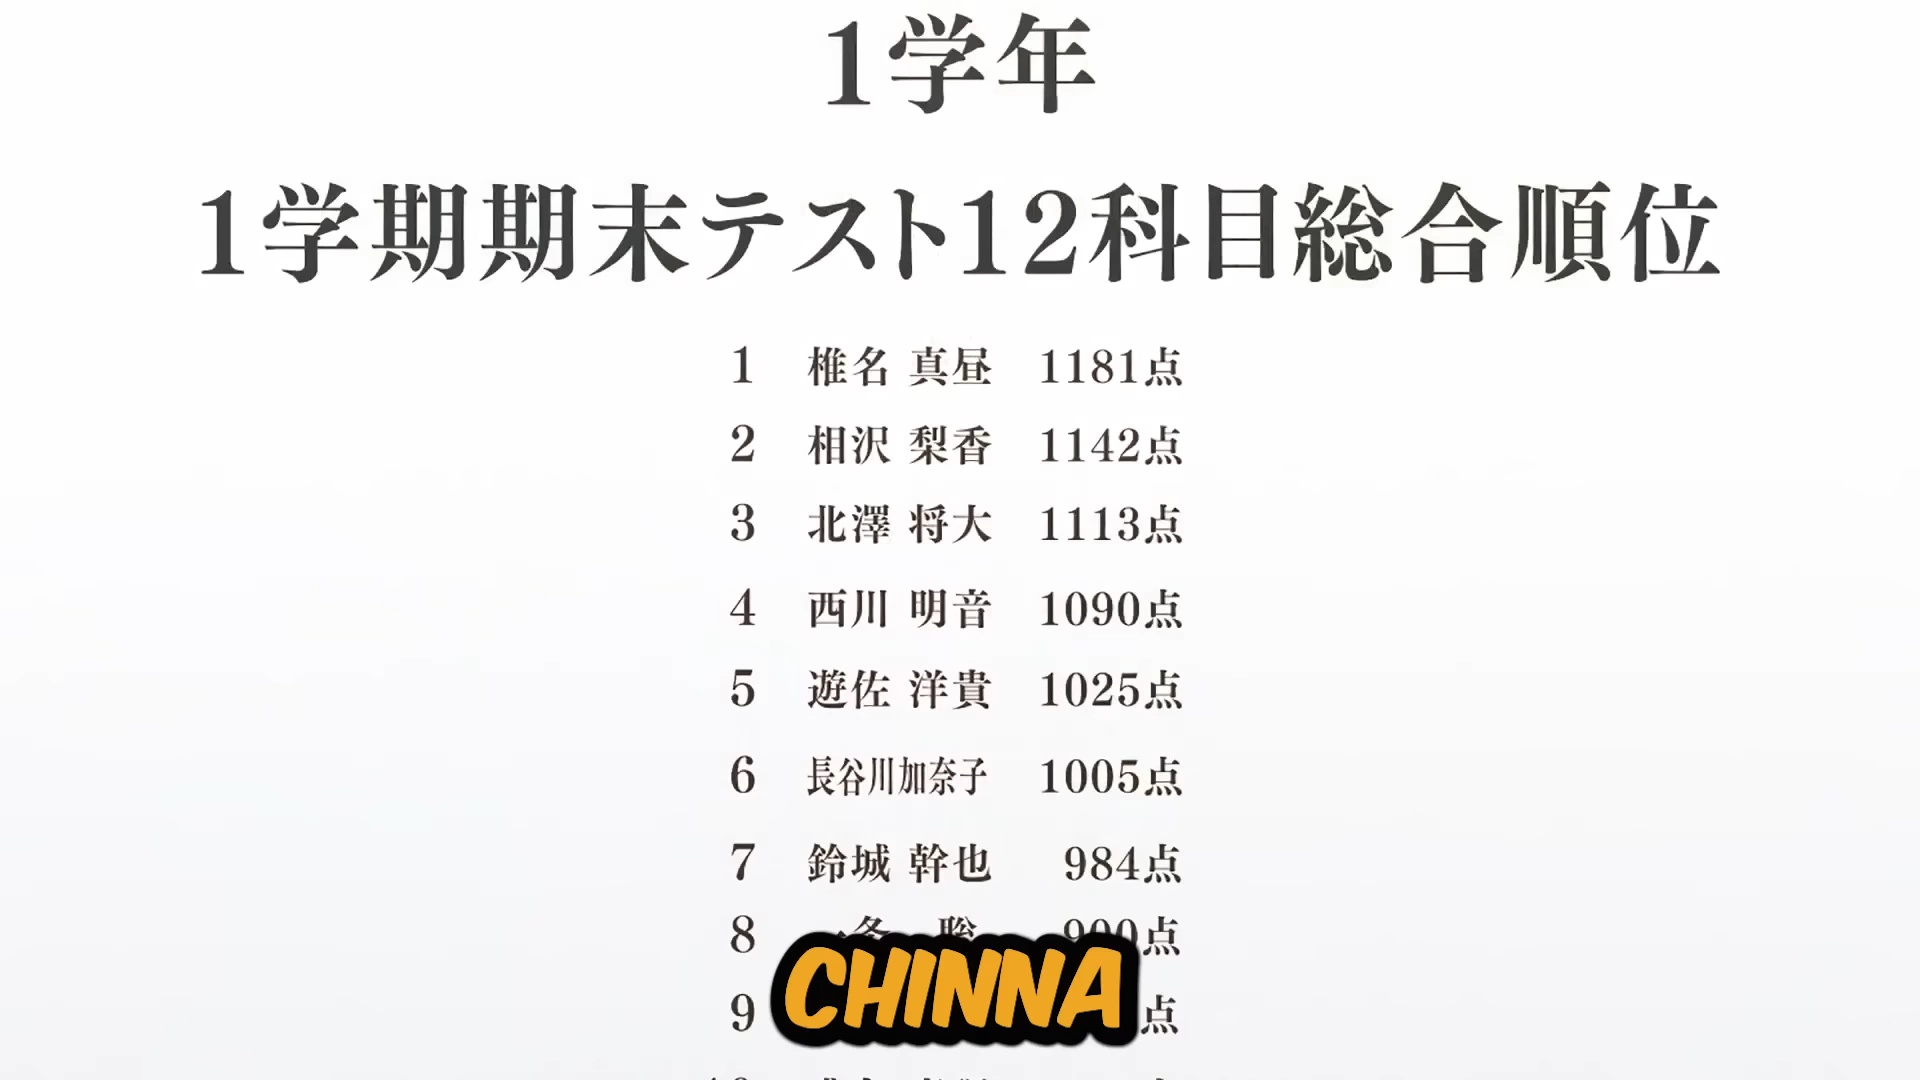 1学年
1学期期末テスト12科目総合順位
1 椎名 真昼 1181点
2 相沢 梨香 1142点
3 北澤 将大 1113点
4 西川 明音 1090点
5 遊佐 洋貴 1025点
6 長谷川加奈子 1005点
7 鈴城 幹也 984点
8 900点
9 点
CHINNA